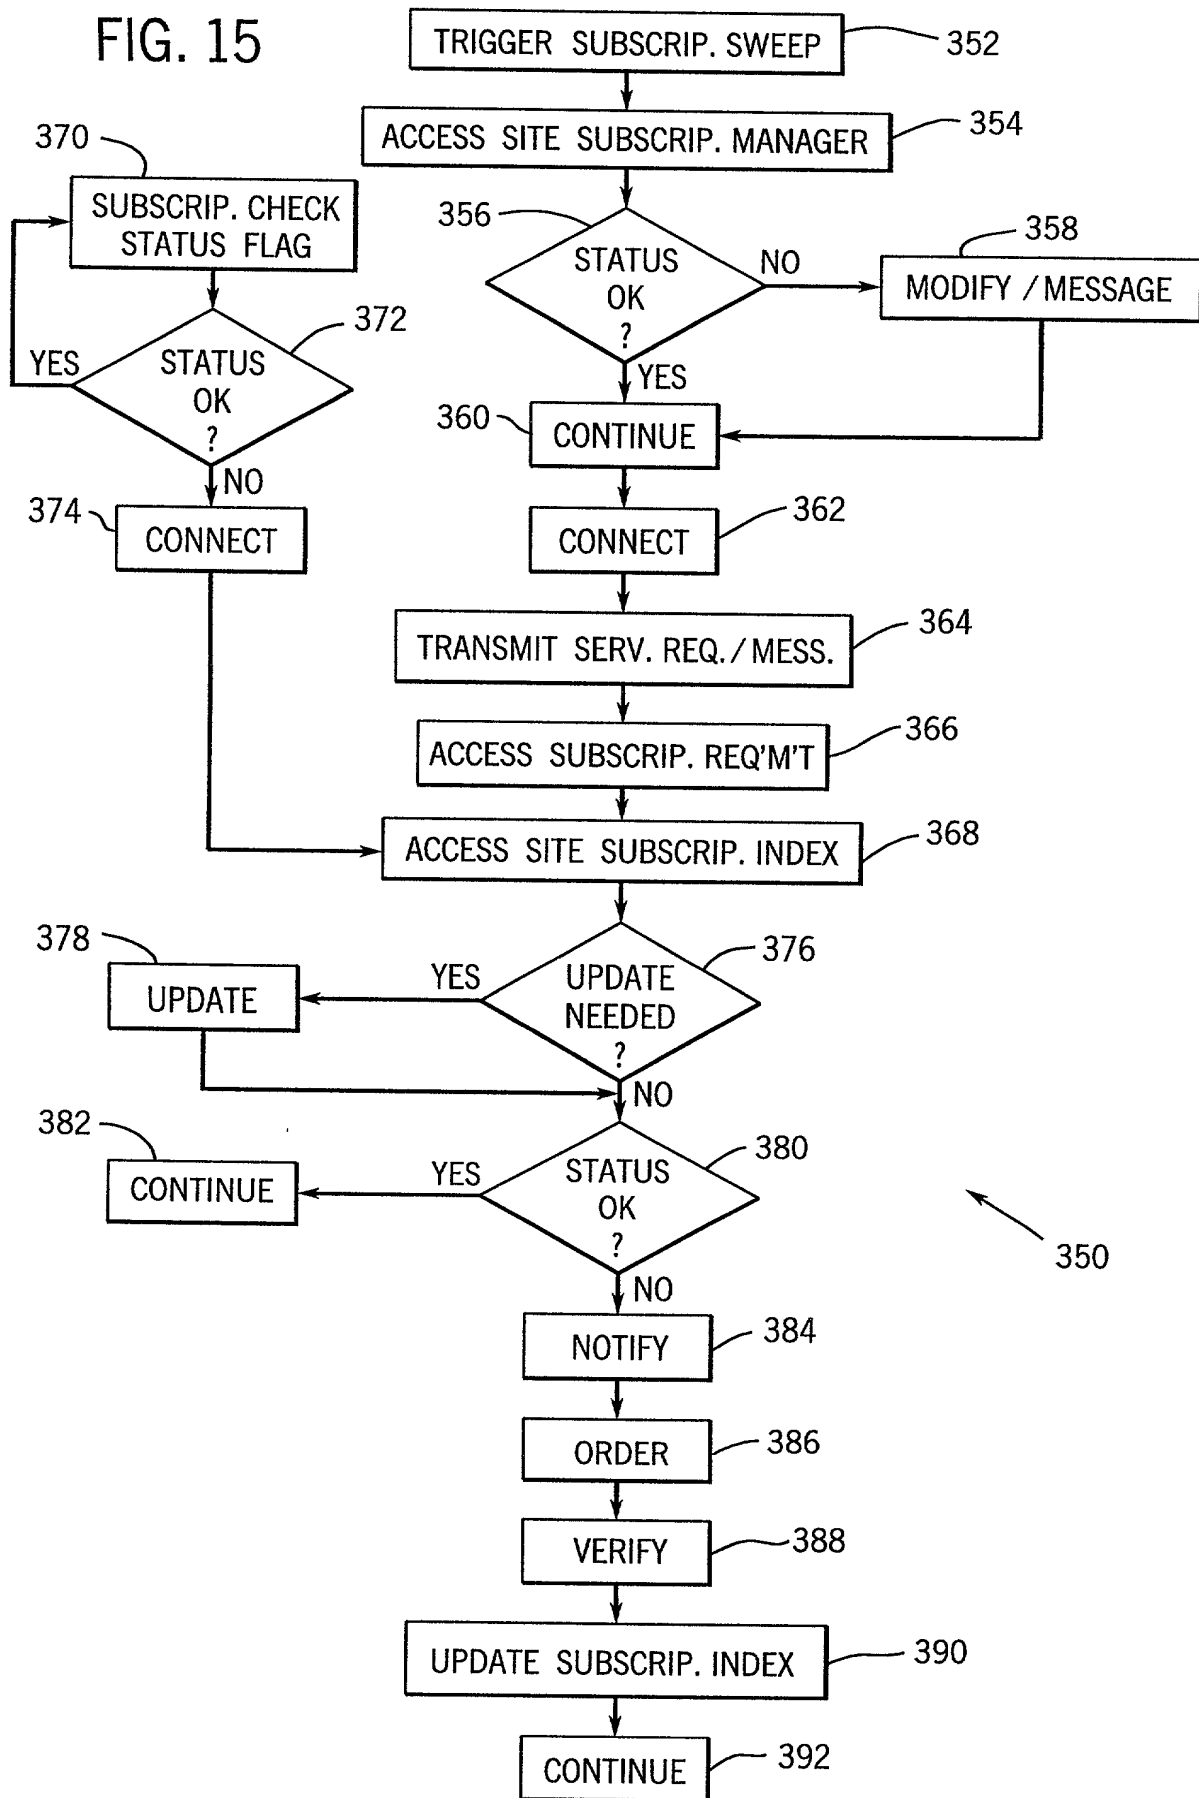 FIG. 15
TRIGGER SUBSCRIP. SWEEP
352
ACCESS SITE SUBSCRIP. MANAGER
354
370
SUBSCRIP. CHECK
STATUS FLAG
356
STATUS
OK
?
NO
358
MODIFY / MESSAGE
372
YES
STATUS
OK
?
NO
YES
360
CONTINUE
374
CONNECT
362
CONNECT
364
TRANSMIT SERV. REQ. / MESS.
366
ACCESS SUBSCRIP. REQ'M'T
368
ACCESS SITE SUBSCRIP. INDEX
378
UPDATE
YES
376
UPDATE
NEEDED
?
NO
382
CONTINUE
YES
380
STATUS
OK
?
NO
350
NOTIFY
384
ORDER
386
VERIFY
388
UPDATE SUBSCRIP. INDEX
390
CONTINUE
392